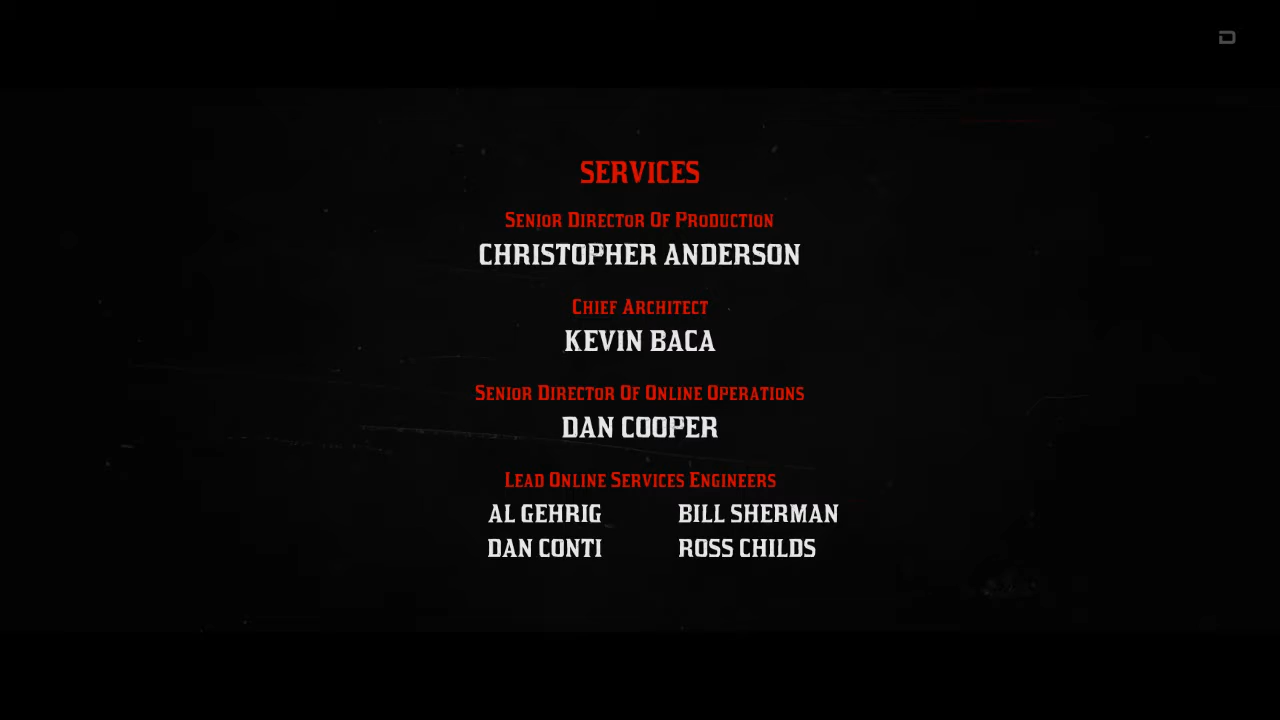 SERVICES
Senior Director Of Production
CHRISTOPHER ANDERSON
Chief Architect
KEVIN BACA
Senior Director Of Online Operations
DAN COOPER
Lead Online Services Engineers
AL GEHRIG BILL SHERMAN
DAN CONTI ROSS CHILDS